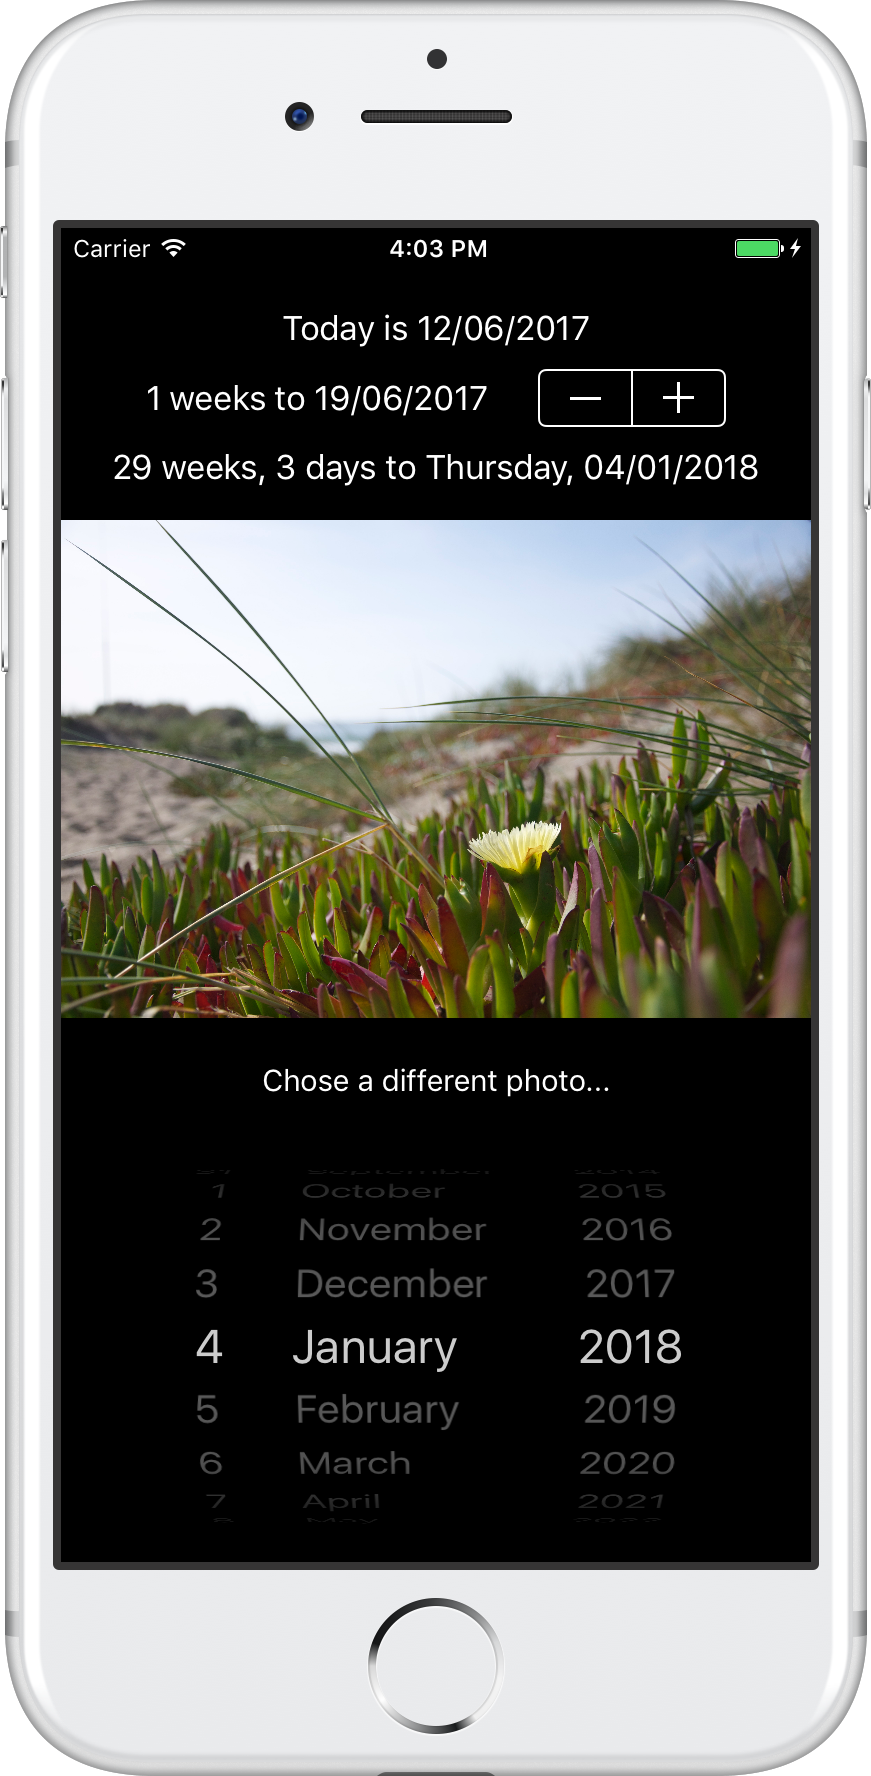 Carrier 4:03 PM
Today is 12/06/2017
1 weeks to 19/06/2017
29 weeks, 3 days to Thursday, 04/01/2018
Chose a different photo...
1 October 2015
2 November 2016
3 December 2017
4 January 2018
5 February 2019
6 March 2020
7 April 2021